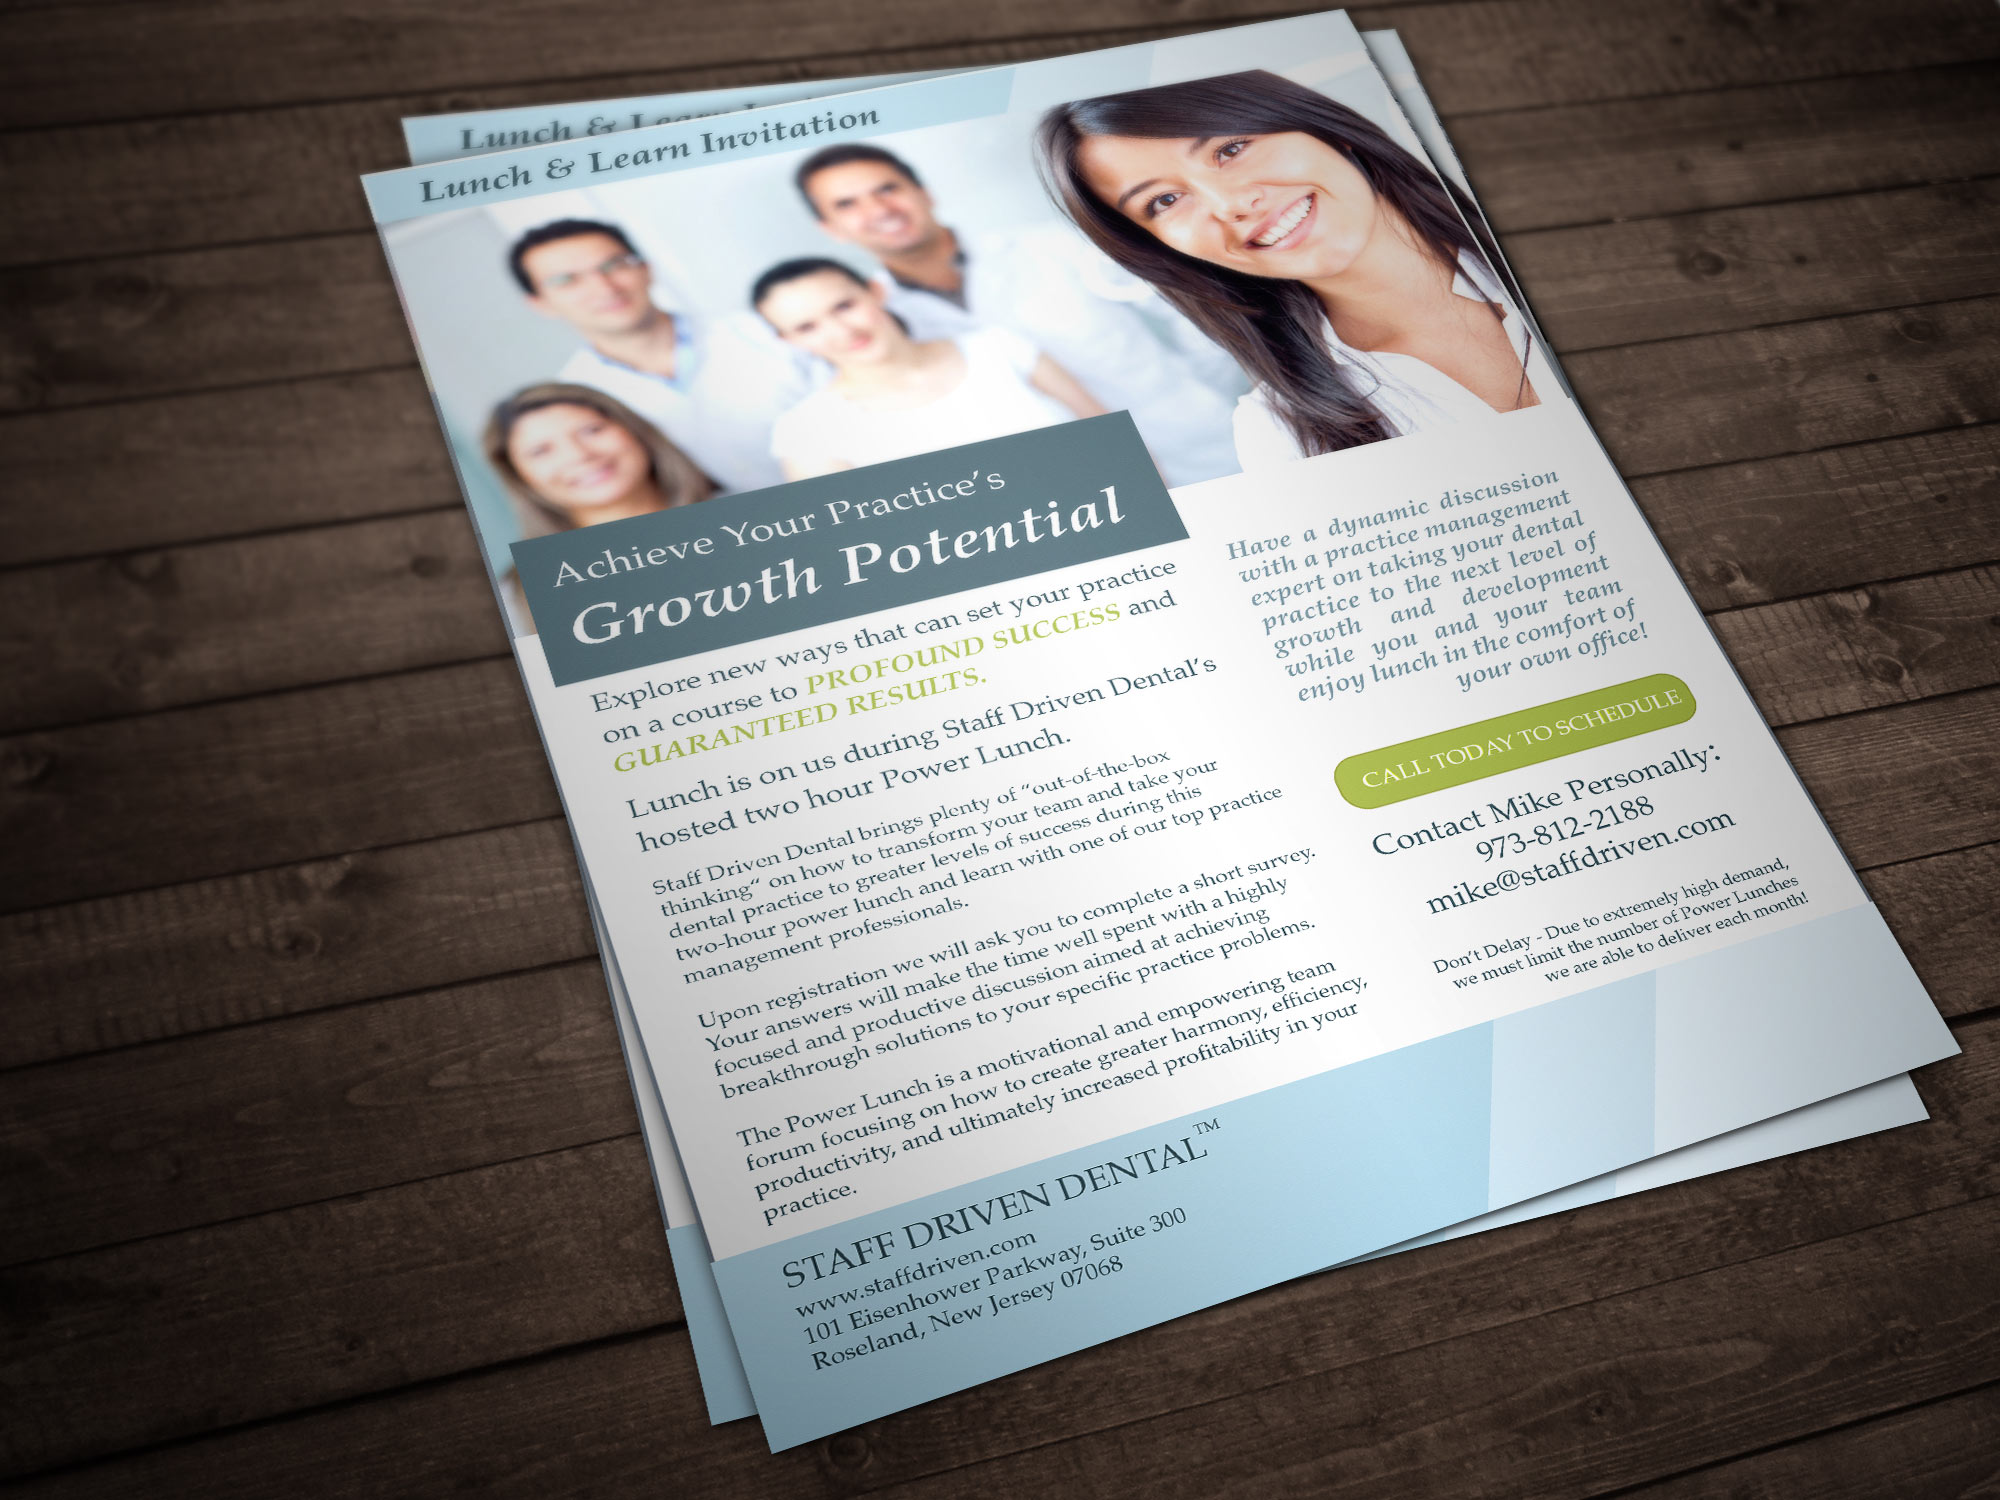 Lunch &
Lunch & Learn Invitation
Achieve Your Practice's
Growth Potential
Explore new ways that can set your practice
on a course to PROFOUND SUCCESS and
GUARANTEED RESULTS.
Lunch is on us during Staff Driven Dental's
hosted two hour Power Lunch.
Staff Driven Dental brings plenty of "out-of-the-box
thinking" on how to transform your team and take your
dental practice to greater levels of success during this
two-hour power lunch and learn with one of our top practice
management professionals.
Upon registration we will ask you to complete a short survey.
Your answers will make the time well spent with a highly
focused and productive discussion aimed at achieving
breakthrough solutions to your specific practice problems.
The Power Lunch is a motivational and empowering team
forum focusing on how to create greater harmony, efficiency,
productivity, and ultimately increased profitability in your
practice.
Have a dynamic discussion
with a practice management
expert on taking your dental
practice to the next level of
growth and development
while you and your team
enjoy lunch in the comfort of
your own office!
CALL TODAY TO SCHEDULE
Contact Mike Personally:
973-812-2188
mike@staffdriven.com
Don't Delay - Due to extremely high demand,
we must limit the number of Power Lunches
we are able to deliver each month!
STAFF DRIVEN DENTAL™
www.staffdriven.com
101 Eisenhower Parkway, Suite 300
Roseland, New Jersey 07068